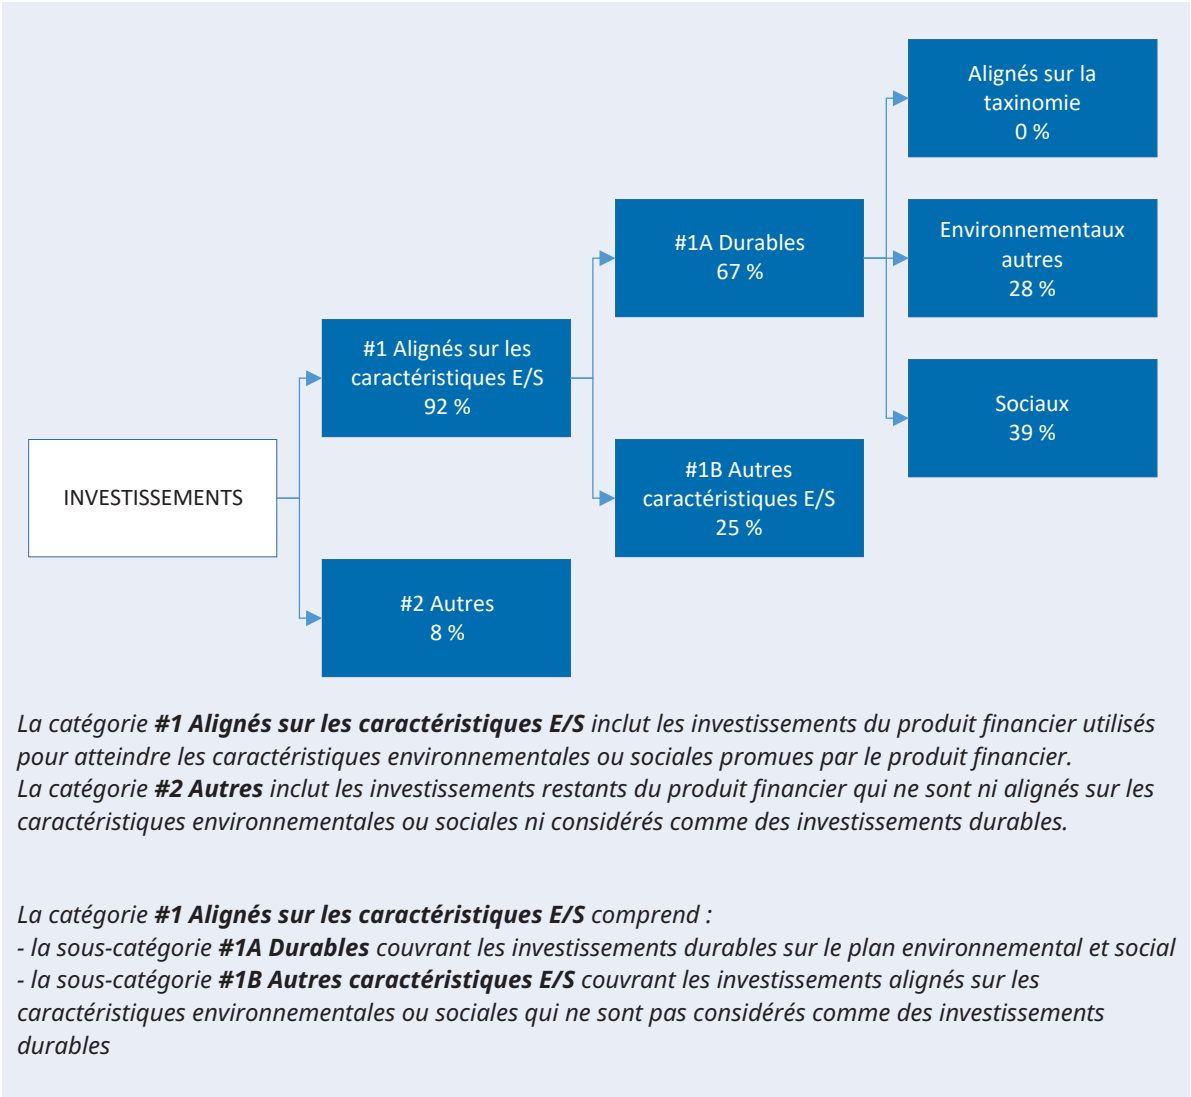 Alignés sur la
taxinomie
0 %
#1A Durables
67 %
Environnementaux
autres
28 %
#1 Alignés sur les
caractéristiques E/S
92 %
Sociaux
39 %
INVESTISSEMENTS
#1B Autres
caractéristiques E/S
25 %
#2 Autres
8 %
La catégorie #1 Alignés sur les caractéristiques E/S inclut les investissements du produit financier utilisés
pour atteindre les caractéristiques environnementales ou sociales promues par le produit financier.
La catégorie #2 Autres inclut les investissements restants du produit financier qui ne sont ni alignés sur les
caractéristiques environnementales ou sociales ni considérés comme des investissements durables.
La catégorie #1 Alignés sur les caractéristiques E/S comprend :
- la sous-catégorie #1A Durables couvrant les investissements durables sur le plan environnemental et social
- la sous-catégorie #1B Autres caractéristiques E/S couvrant les investissements alignés sur les
caractéristiques environnementales ou sociales qui ne sont pas considérés comme des investissements
durables